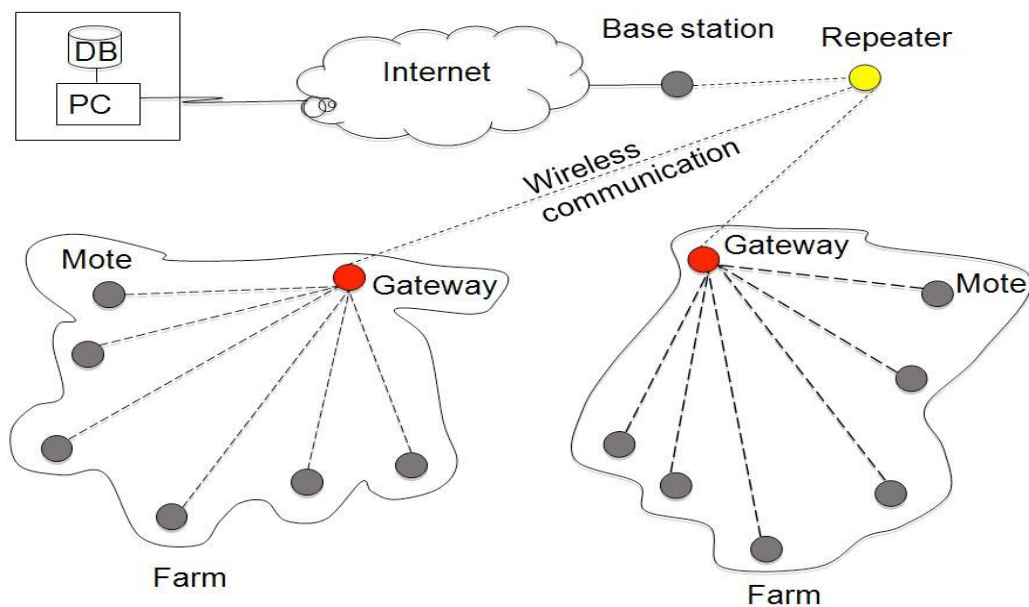 DB
PC
Internet
Base station
Repeater
Wireless
communication
Mote
Gateway
Gateway
Mote
Farm
Farm